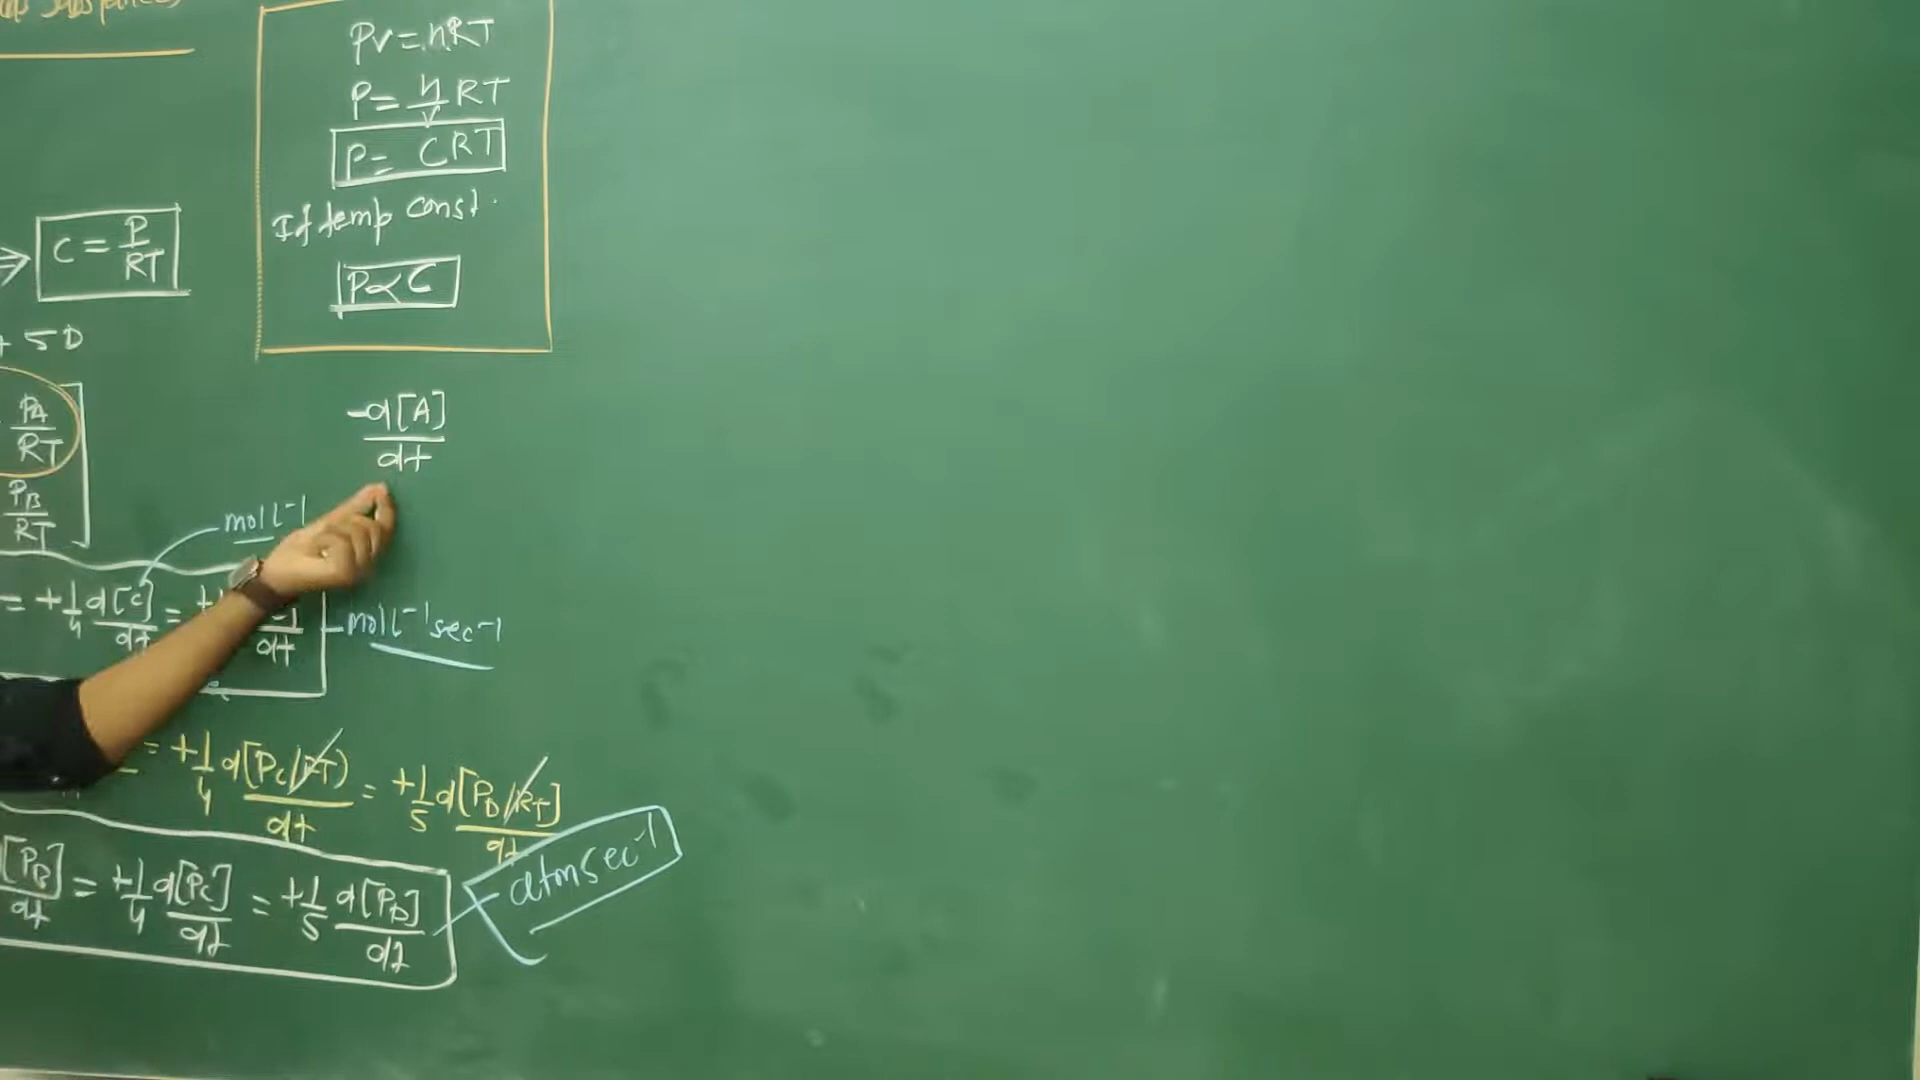 PV = nRT
P = n/V RT
P = CRT
If temp const.
P ∝ C
⇒ C = P/RT
+ 5D
PA/RT
PB/RT
-d[A]/dt
mol L⁻¹
= +1/4 d[C]/dt =
dt
mol L⁻¹ sec⁻¹
= +1/4 d[PC/RT)/dt = +1/5 d[PD/RT]/dt
[PB]/dt = +1/4 d[PC]/dt = +1/5 d[PD]/dt
atm sec⁻¹